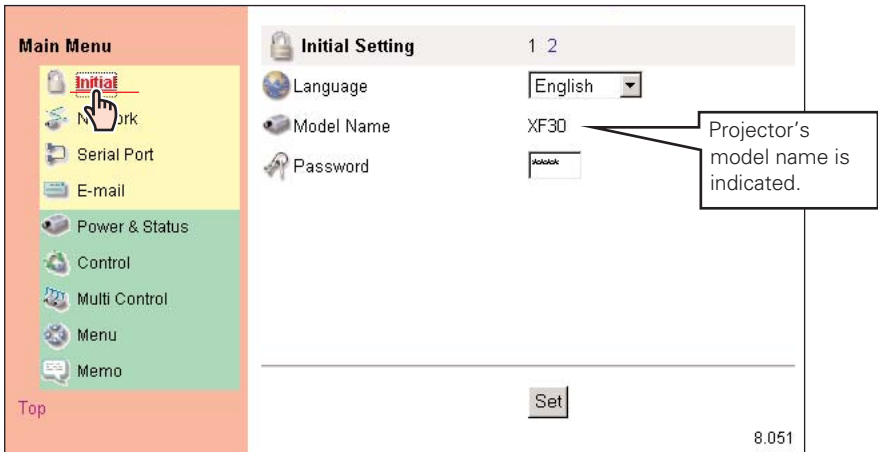 Main Menu
Initial
Network
Serial Port
E-mail
Power & Status
Control
Multi Control
Menu
Memo
Top
Initial Setting 1 2
Language English
Model Name XF30
Password ****
Projector's
model name is
indicated.
Set
8.051